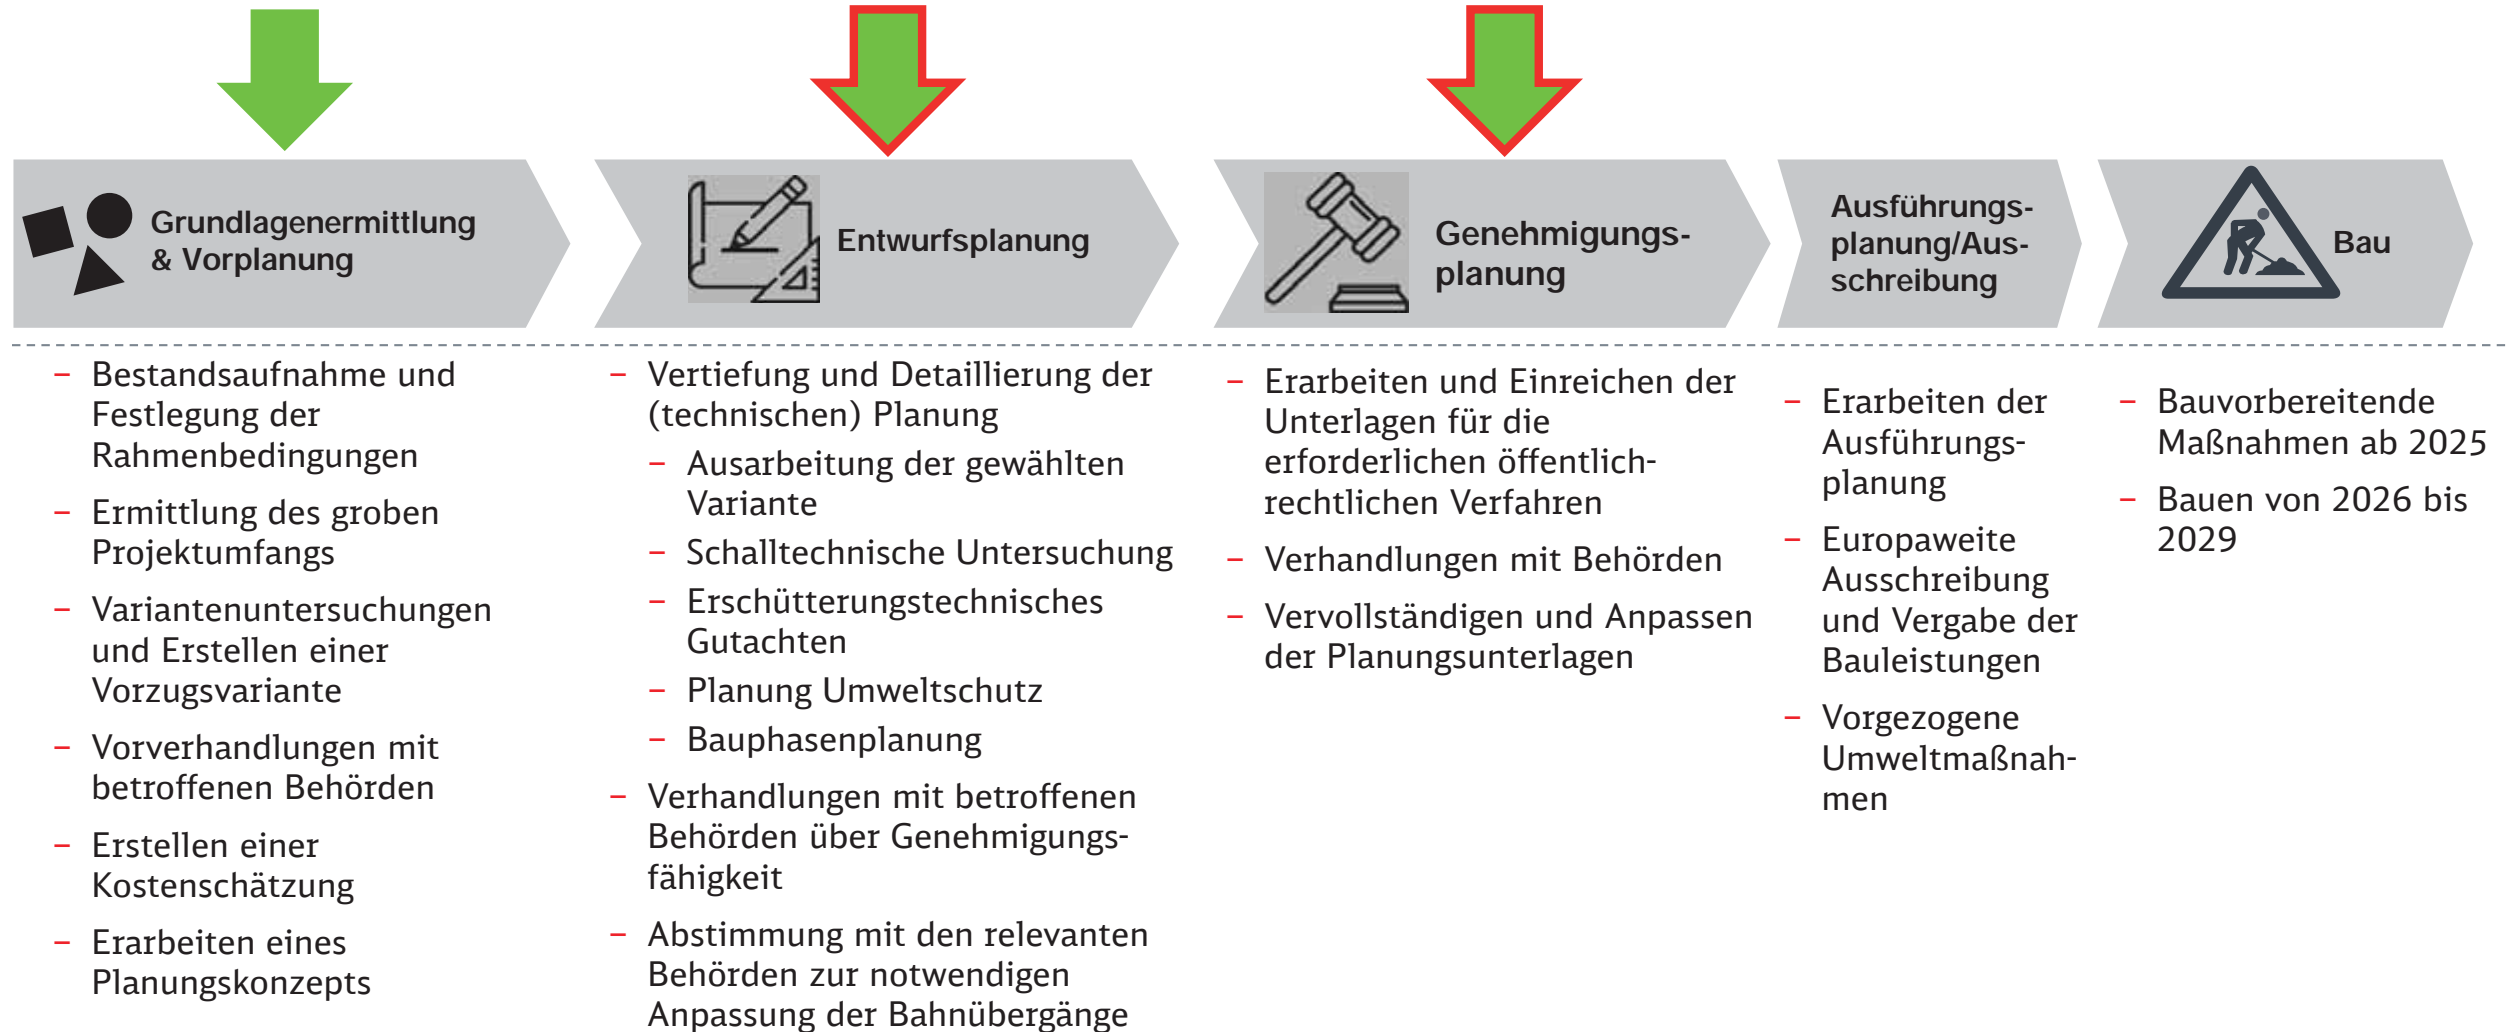 Grundlagenermittlung
& Vorplanung
Entwurfsplanung
Genehmigungs-
planung
Ausführungs-
planung/Aus-
schreibung
Bau
– Bestandsaufnahme und
Festlegung der
Rahmenbedingungen
– Ermittlung des groben
Projektumfangs
– Variantenuntersuchungen
und Erstellen einer
Vorzugsvariante
– Vorverhandlungen mit
betroffenen Behörden
– Erstellen einer
Kostenschätzung
– Erarbeiten eines
Planungskonzepts
– Vertiefung und Detaillierung der
(technischen) Planung
– Ausarbeitung der gewählten
Variante
– Schalltechnische Untersuchung
– Erschütterungstechnisches
Gutachten
– Planung Umweltschutz
– Bauphasenplanung
– Verhandlungen mit betroffenen
Behörden über Genehmigungs-
fähigkeit
– Abstimmung mit den relevanten
Behörden zur notwendigen
Anpassung der Bahnübergänge
– Erarbeiten und Einreichen der
Unterlagen für die
erforderlichen öffentlich-
rechtlichen Verfahren
– Verhandlungen mit Behörden
– Vervollständigen und Anpassen
der Planungsunterlagen
– Erarbeiten der
Ausführungs-
planung
– Europaweite
Ausschreibung
und Vergabe der
Bauleistungen
– Vorgezogene
Umweltmaßnah-
men
– Bauvorbereitende
Maßnahmen ab 2025
– Bauen von 2026 bis
2029